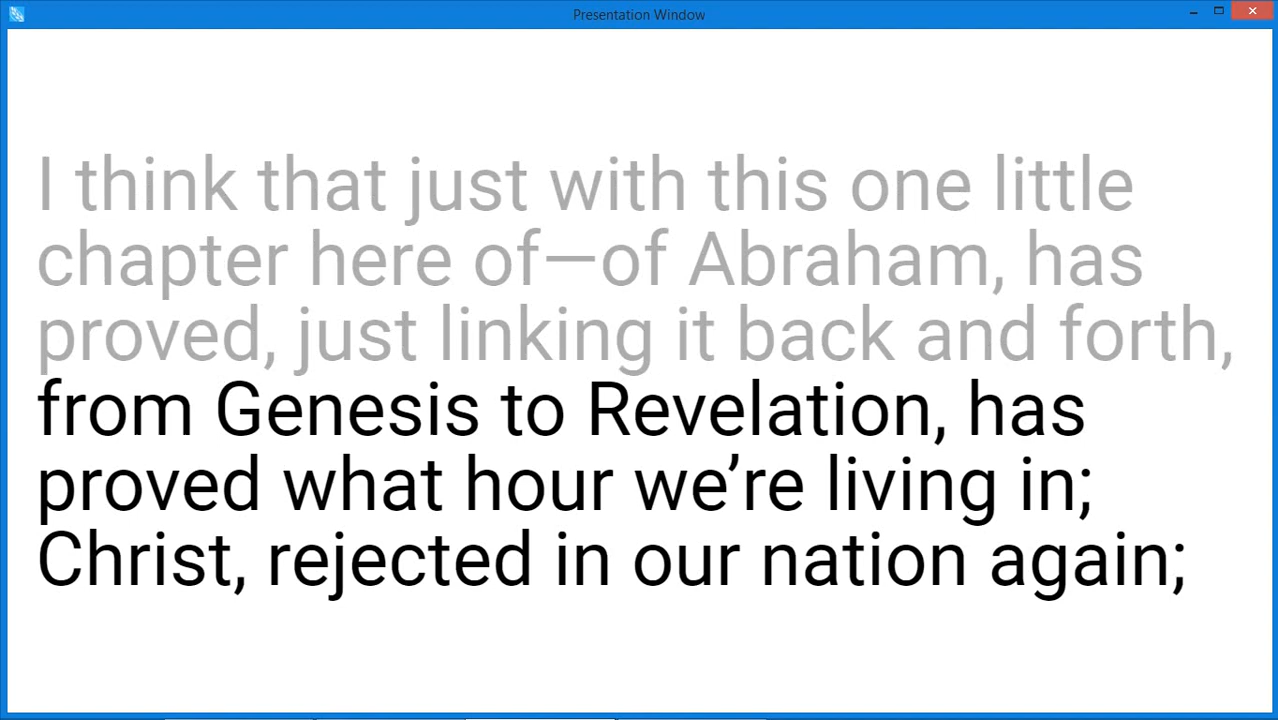 Presentation Window
I think that just with this one little
chapter here of—of Abraham, has
proved, just linking it back and forth,
from Genesis to Revelation, has
proved what hour we’re living in;
Christ, rejected in our nation again;